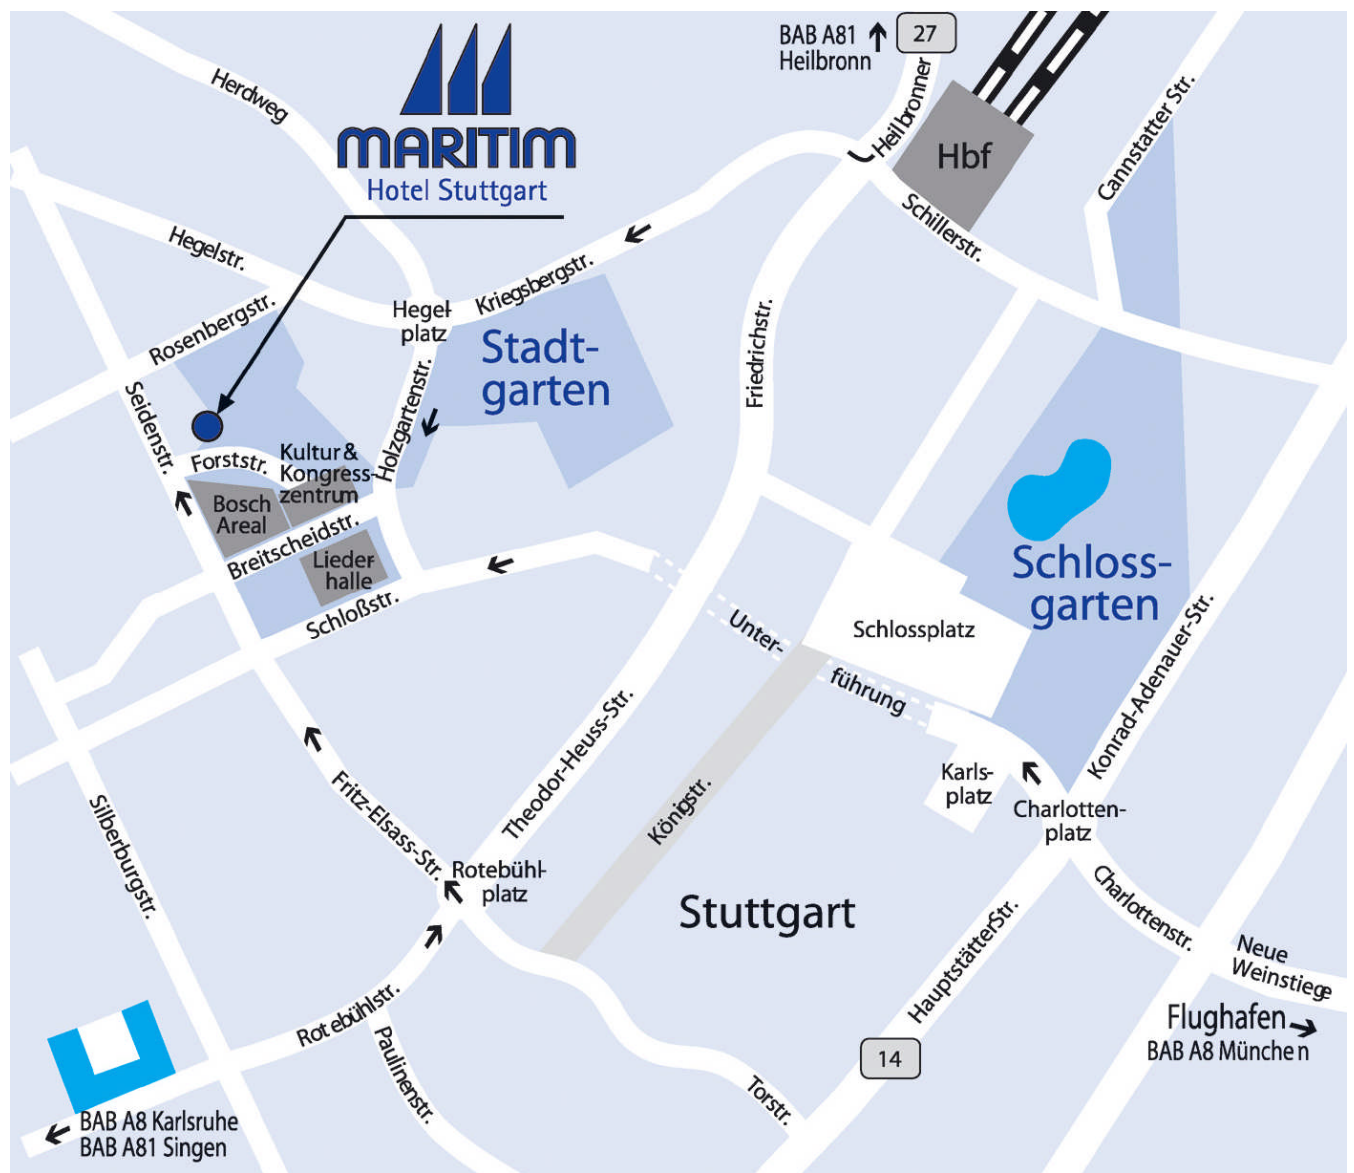 BAB A81
Heilbronn
27
Herdweg
MARITIM
Hotel Stuttgart
Heilbronner
Hbf
Cannstatter Str.
Schillerstr.
Hegelstr.
Kriegsbergstr.
Rosenbergstr.
Hegel-
platz
Stadt-
garten
Friedrichstr.
Seidenstr.
Holzgartenstr.
Forststr.
Kultur &
Kongress-
zentrum
Bosch
Areal
Breitscheidstr.
Lieder-
halle
Schloßstr.
Schloss-
garten
Unter-
führung
Schlossplatz
Konrad-Adenauer-Str.
Theodor-Heuss-Str.
Königstr.
Karls-
platz
Charlotten-
platz
Fritz-Elsass-Str.
Silberburgstr.
Rotebühl-
platz
Stuttgart
Charlottenstr.
HauptstätterStr.
Neue
Weinstiege
Flughafen
BAB A8 München
Rotebühlstr.
Paulinenstr.
14
Torstr.
BAB A8 Karlsruhe
BAB A81 Singen